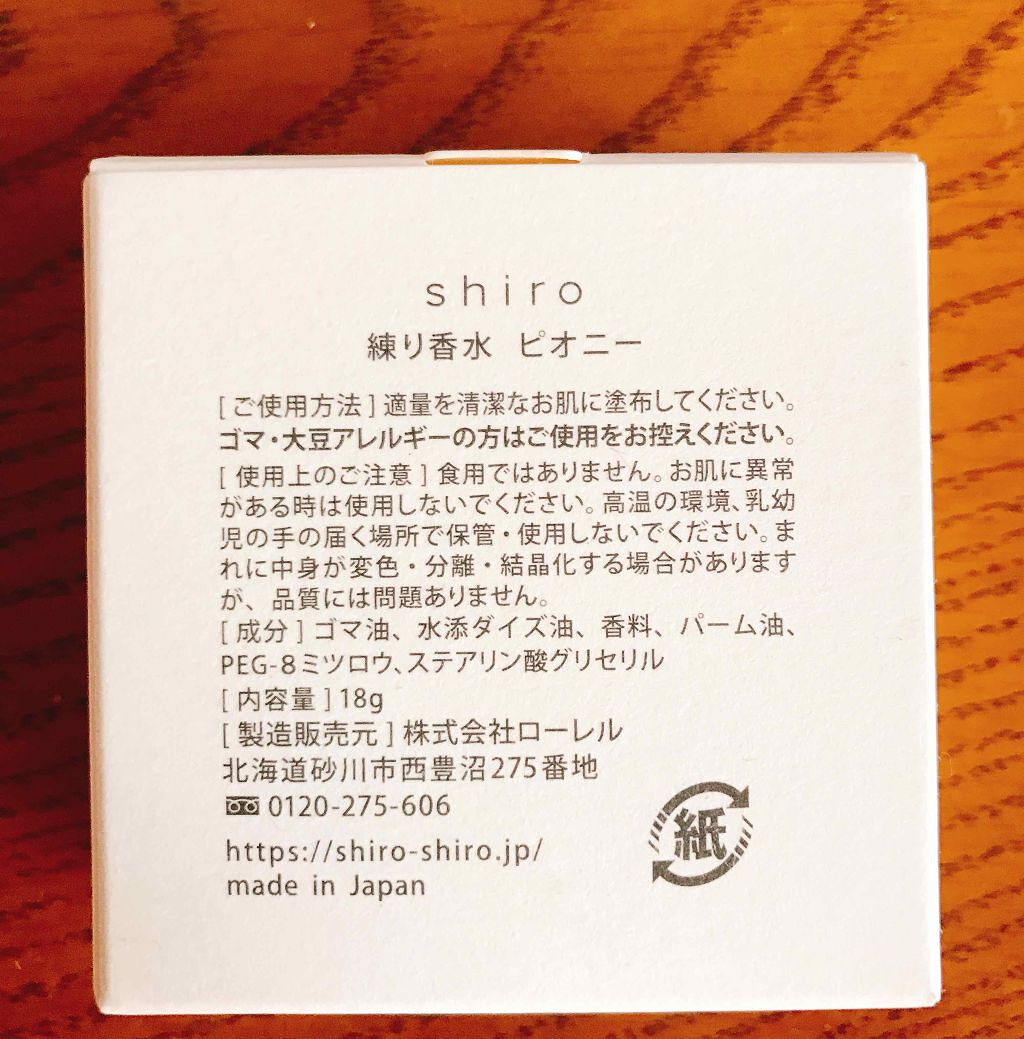 shiro
練り香水 ピオニー
[ ご使用方法 ] 適量を清潔なお肌に塗布してください。
ゴマ・大豆アレルギーの方はご使用をお控えください。
[ 使用上のご注意 ] 食用ではありません。お肌に異常
がある時は使用しないでください。高温の環境、乳幼
児の手の届く場所で保管・使用しないでください。ま
れに中身が変色・分離・結晶化する場合があります
が、品質には問題ありません。
[ 成分 ] ゴマ油、水添ダイズ油、香料、パーム油、
PEG-8ミツロウ、ステアリン酸グリセリル
[ 内容量 ] 18g
[ 製造販売元 ] 株式会社ローレル
北海道砂川市西豊沼275番地
0120-275-606
https://shiro-shiro.jp/
made in Japan
紙